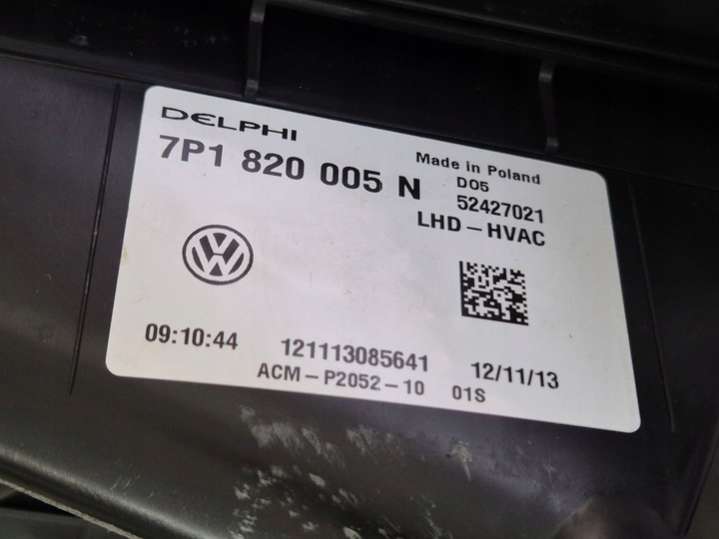 DELPHI
7P1 820 005 N
Made in Poland
D05
52427021
LHD-HVAC
09:10:44
121113085641
12/11/13
ACM-P2052-10 01S